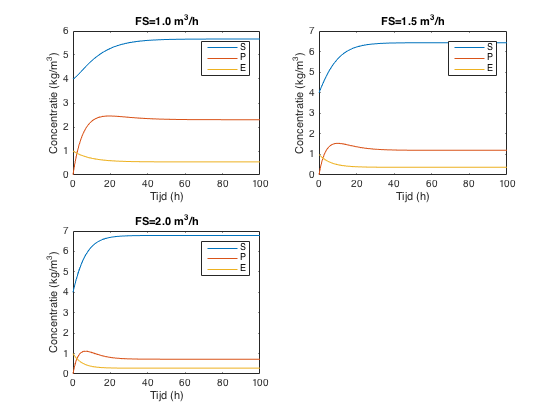 FS=1.0 m³/h
6
5
4
3
2
1
0
Concentratie (kg/m³)
S
P
E
0 20 40 60 80 100
Tijd (h)
FS=1.5 m³/h
7
6
5
4
3
2
1
0
Concentratie (kg/m³)
S
P
E
0 20 40 60 80 100
Tijd (h)
FS=2.0 m³/h
7
6
5
4
3
2
1
0
Concentratie (kg/m³)
S
P
E
0 20 40 60 80 100
Tijd (h)